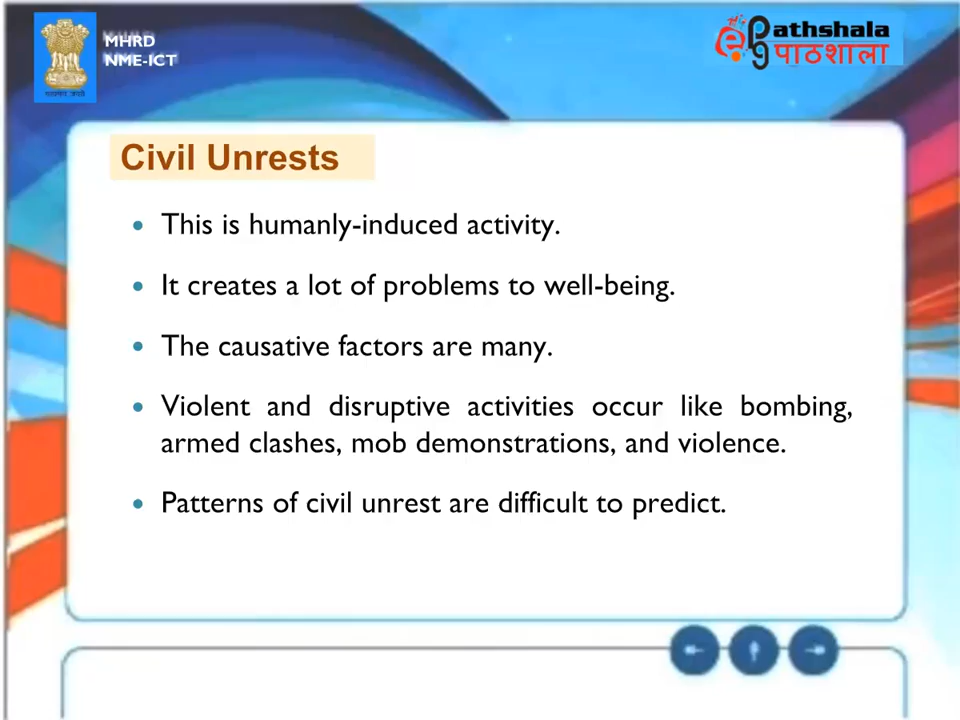 MHRD
NME-ICT
ePG Pathshala
पाठशाला
Civil Unrests
• This is humanly-induced activity.
• It creates a lot of problems to well-being.
• The causative factors are many.
• Violent and disruptive activities occur like bombing,
armed clashes, mob demonstrations, and violence.
• Patterns of civil unrest are difficult to predict.